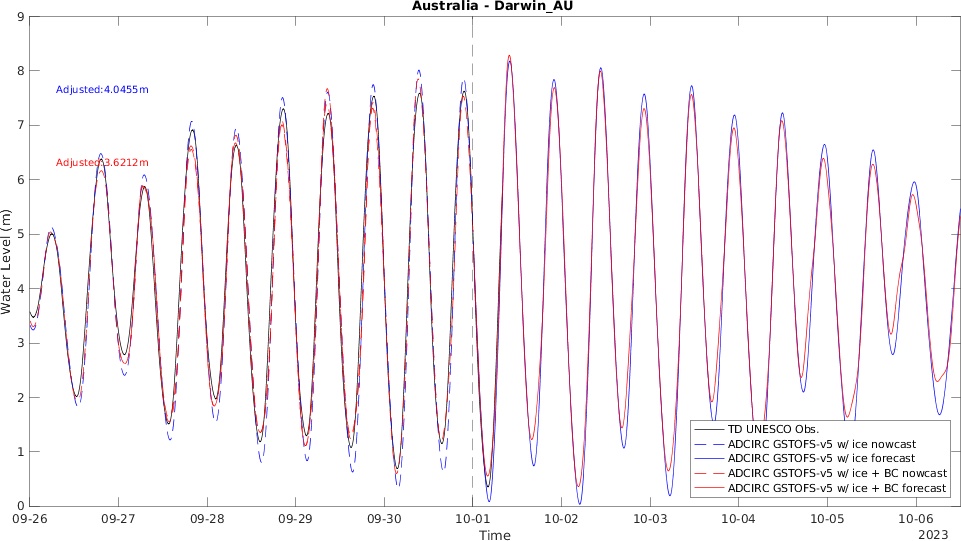 Australia - Darwin_AU
9
8
Adjusted:4.0455m
7
Adjusted:3.6212m
6
5
Water Level (m)
4
3
2
TD UNESCO Obs.
ADCIRC GSTOFS-v5 w/ ice nowcast
1
ADCIRC GSTOFS-v5 w/ ice forecast
ADCIRC GSTOFS-v5 w/ ice + BC nowcast
ADCIRC GSTOFS-v5 w/ ice + BC forecast
0
09-26 09-27 09-28 09-29 09-30 10-01 10-02 10-03 10-04 10-05 10-06
Time 2023